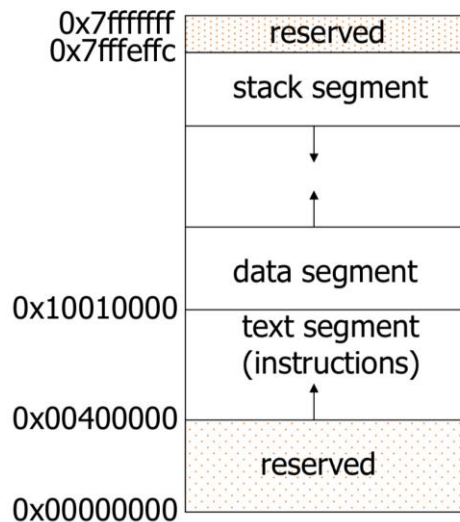 0x7fffffff
reserved
0x7fffeffc
stack segment
data segment
0x10010000
text segment
(instructions)
0x00400000
reserved
0x00000000